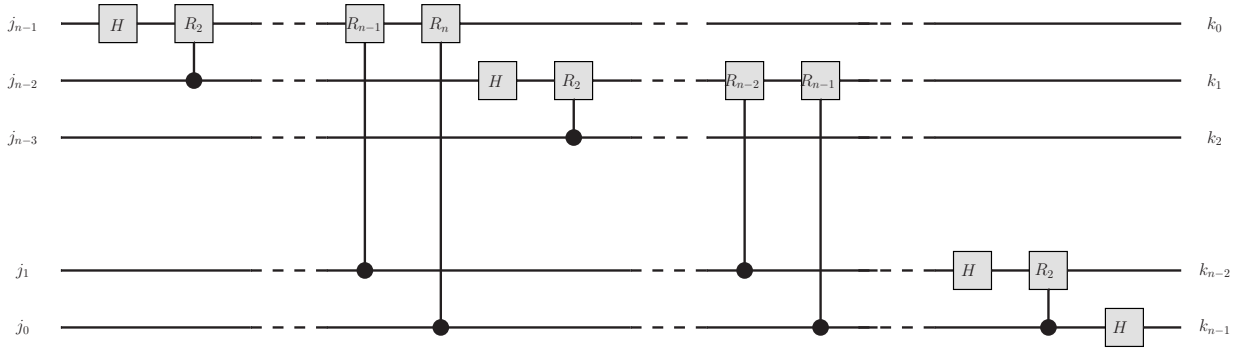 j_{n-1} H R_2 R_{n-1} R_n k_0
j_{n-2} H R_2 R_{n-2} R_{n-1} k_1
j_{n-3} k_2
j_1 H R_2 k_{n-2}
j_0 H k_{n-1}